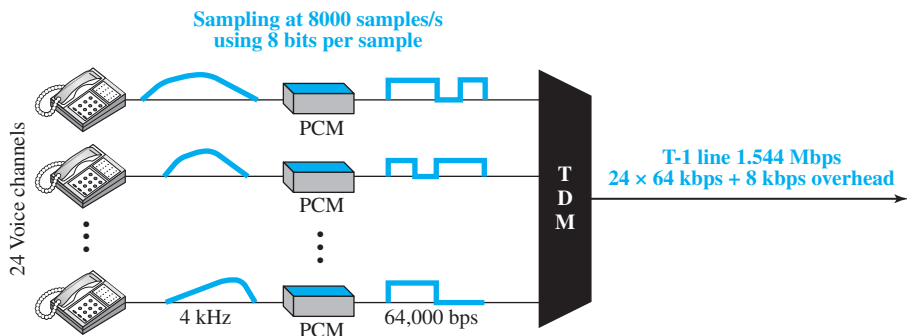 Sampling at 8000 samples/s
using 8 bits per sample
24 Voice channels
PCM
PCM
PCM
4 kHz
64,000 bps
T
D
M
T-1 line 1.544 Mbps
24 × 64 kbps + 8 kbps overhead